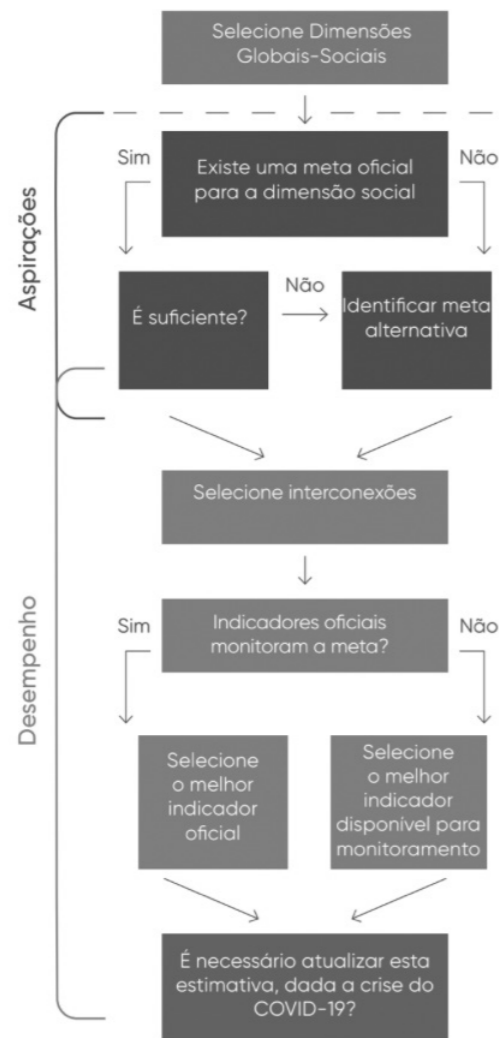 Selecione Dimensões
Globais-Sociais
Sim
Não
Existe uma meta oficial
para a dimensão social
Aspirações
É suficiente?
Não
Identificar meta
alternativa
Selecione interconexões
Desempenho
Sim
Indicadores oficiais
monitoram a meta?
Não
Selecione
o melhor
indicador
oficial
Selecione
o melhor
indicador
disponível para
monitoramento
É necessário atualizar esta
estimativa, dada a crise do
COVID-19?